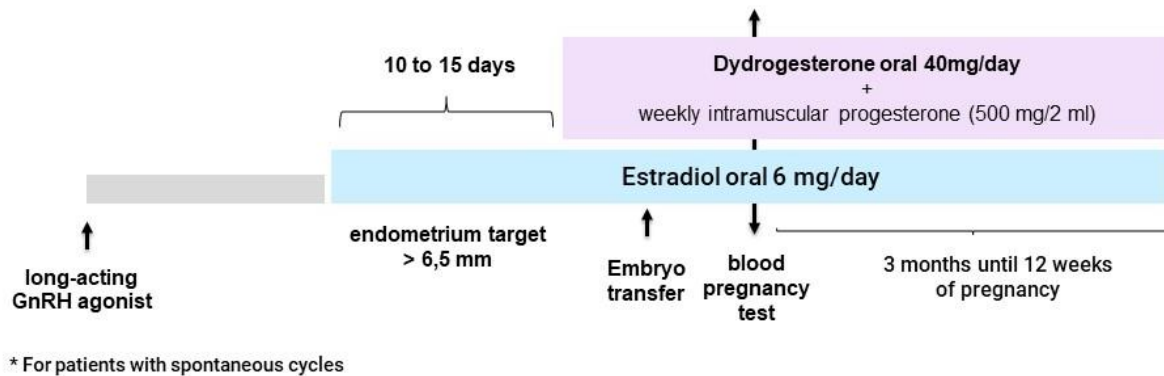 10 to 15 days
Dydrogesterone oral 40mg/day
+
weekly intramuscular progesterone (500 mg/2 ml)
Estradiol oral 6 mg/day
long-acting
GnRH agonist
endometrium target
> 6,5 mm
Embryo
transfer
blood
pregnancy
test
3 months until 12 weeks
of pregnancy
* For patients with spontaneous cycles